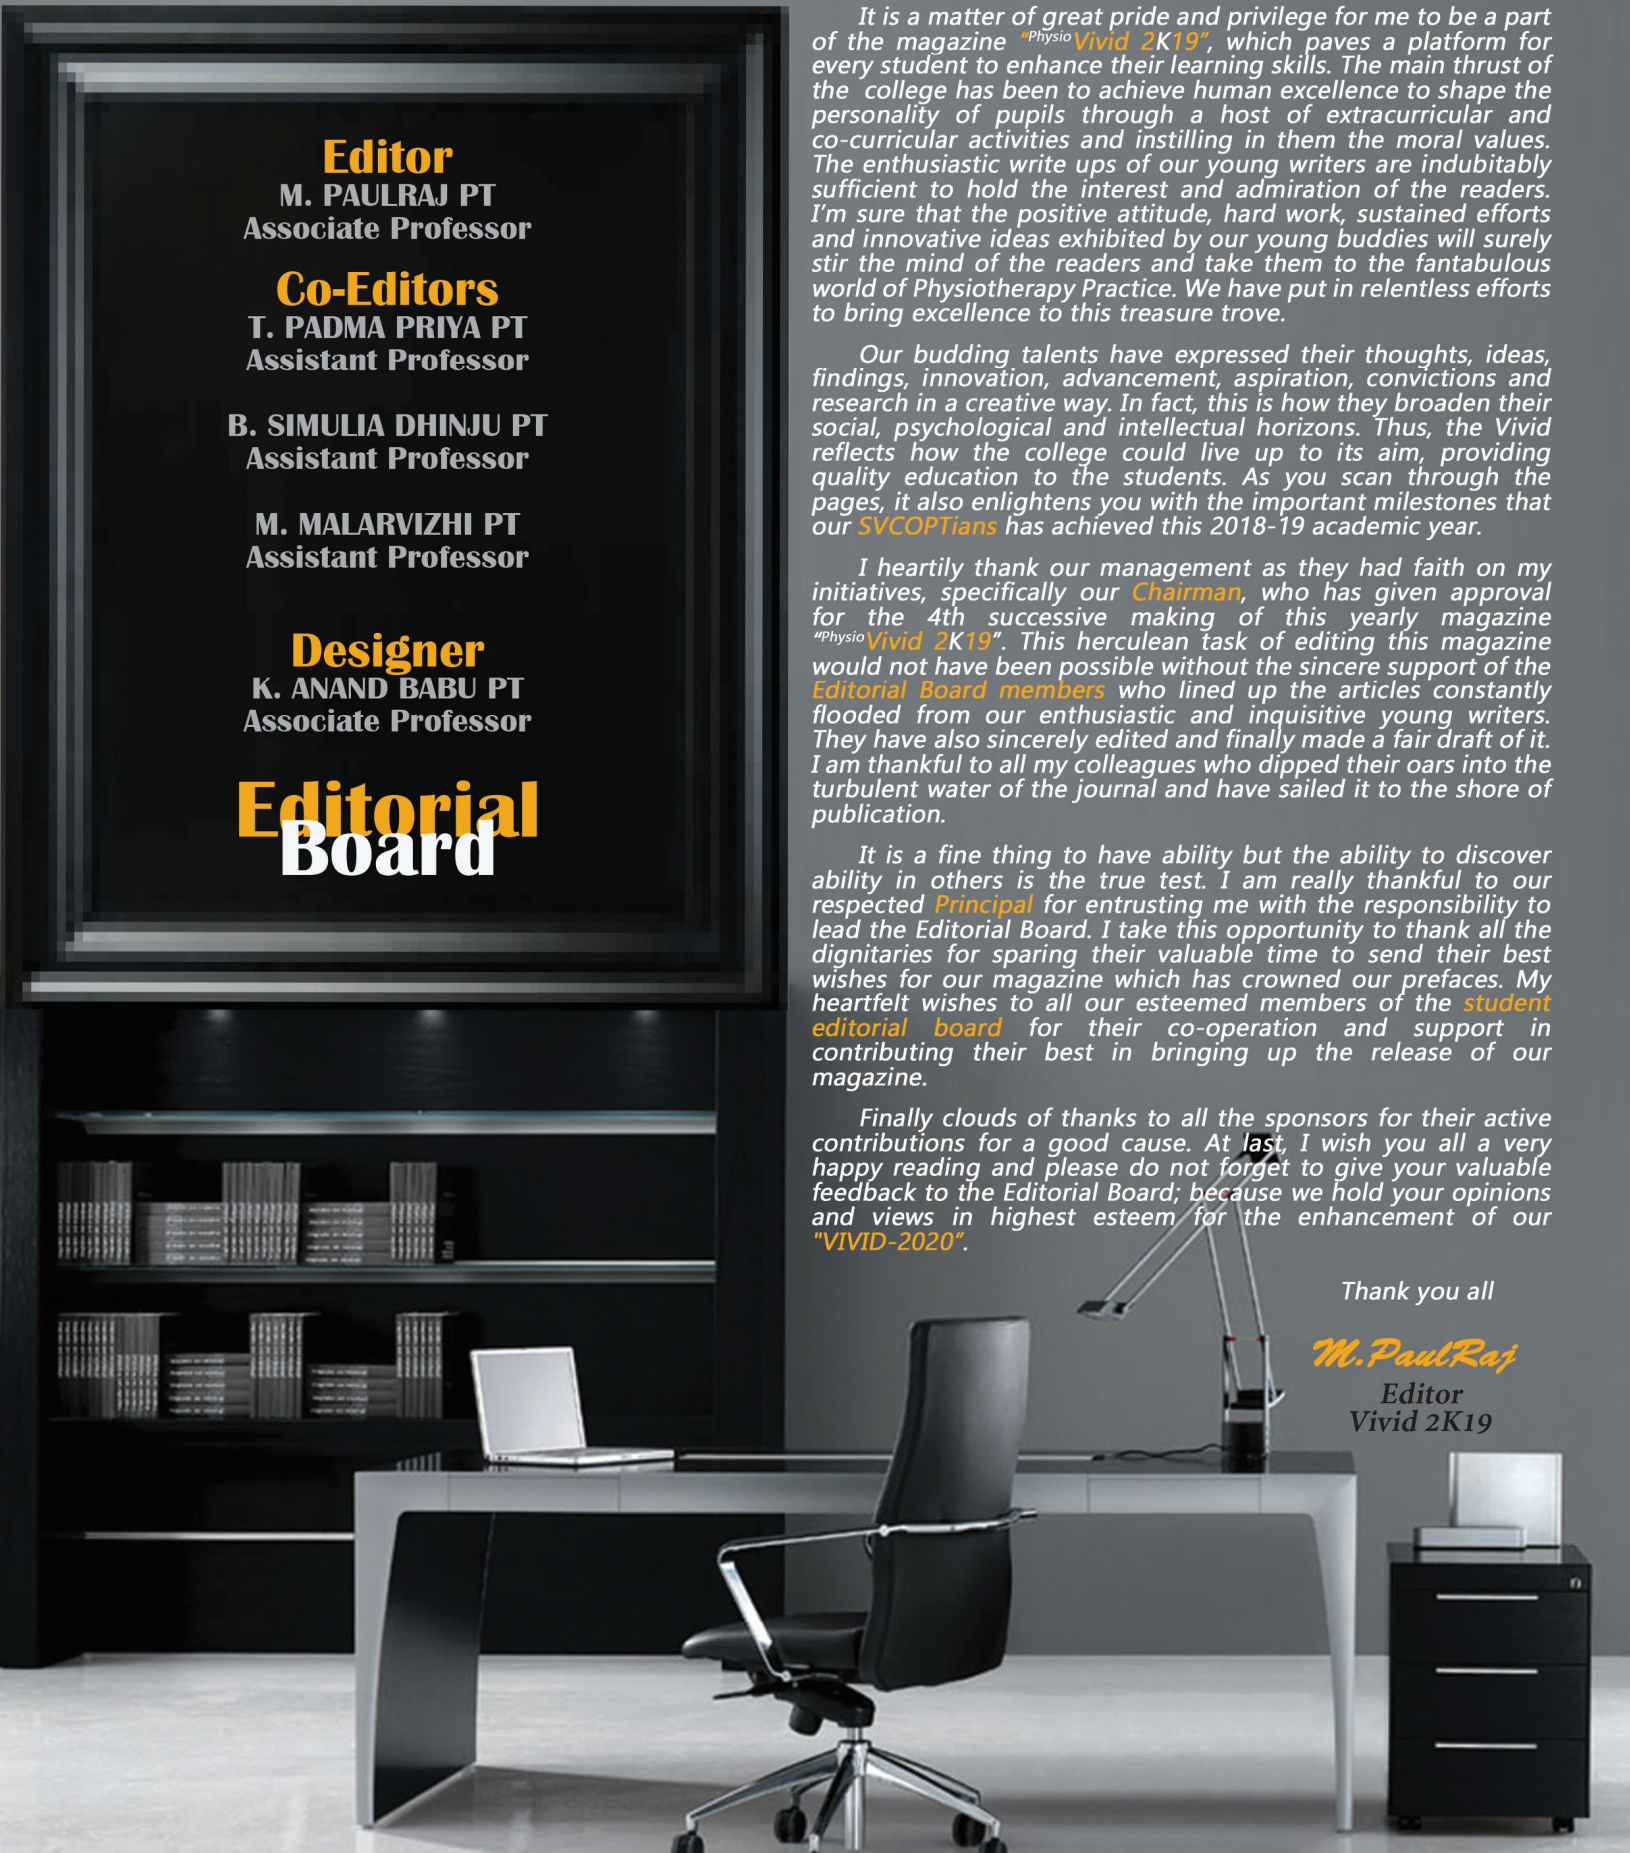 Editor
M. PAULRAJ PT
Associate Professor
Co-Editors
T. PADMA PRIYA PT
Assistant Professor
B. SIMULIA DHINJU PT
Assistant Professor
M. MALARVIZHI PT
Assistant Professor
Designer
K. ANAND BABU PT
Associate Professor
Editorial
Board
It is a matter of great pride and privilege for me to be a part
of the magazine "Physio Vivid 2K19", which paves a platform for
every student to enhance their learning skills. The main thrust of
the college has been to achieve human excellence to shape the
personality of pupils through a host of extracurricular and
co-curricular activities and instilling in them the moral values.
The enthusiastic write ups of our young writers are indubitably
sufficient to hold the interest and admiration of the readers.
I'm sure that the positive attitude, hard work, sustained efforts
and innovative ideas exhibited by our young buddies will surely
stir the mind of the readers and take them to the fantabulous
world of Physiotherapy Practice. We have put in relentless efforts
to bring excellence to this treasure trove.
Our budding talents have expressed their thoughts, ideas,
findings, innovation, advancement, aspiration, convictions and
research in a creative way. In fact, this is how they broaden their
social, psychological and intellectual horizons. Thus, the Vivid
reflects how the college could live up to its aim, providing
quality education to the students. As you scan through the
pages, it also enlightens you with the important milestones that
our SVCOPTians has achieved this 2018-19 academic year.
I heartily thank our management as they had faith on my
initiatives, specifically our Chairman, who has given approval
for the 4th successive making of this yearly magazine
"Physio Vivid 2K19". This herculean task of editing this magazine
would not have been possible without the sincere support of the
Editorial Board members who lined up the articles constantly
flooded from our enthusiastic and inquisitive young writers.
They have also sincerely edited and finally made a fair draft of it.
I am thankful to all my colleagues who dipped their oars into the
turbulent water of the journal and have sailed it to the shore of
publication.
It is a fine thing to have ability but the ability to discover
ability in others is the true test. I am really thankful to our
respected Principal for entrusting me with the responsibility to
lead the Editorial Board. I take this opportunity to thank all the
dignitaries for sparing their valuable time to send their best
wishes for our magazine which has crowned our prefaces. My
heartfelt wishes to all our esteemed members of the student
editorial board for their co-operation and support in
contributing their best in bringing up the release of our
magazine.
Finally clouds of thanks to all the sponsors for their active
contributions for a good cause. At last, I wish you all a very
happy reading and please do not forget to give your valuable
feedback to the Editorial Board; because we hold your opinions
and views in highest esteem for the enhancement of our
"VIVID-2020".
Thank you all
M.PaulRaj
Editor
Vivid 2K19